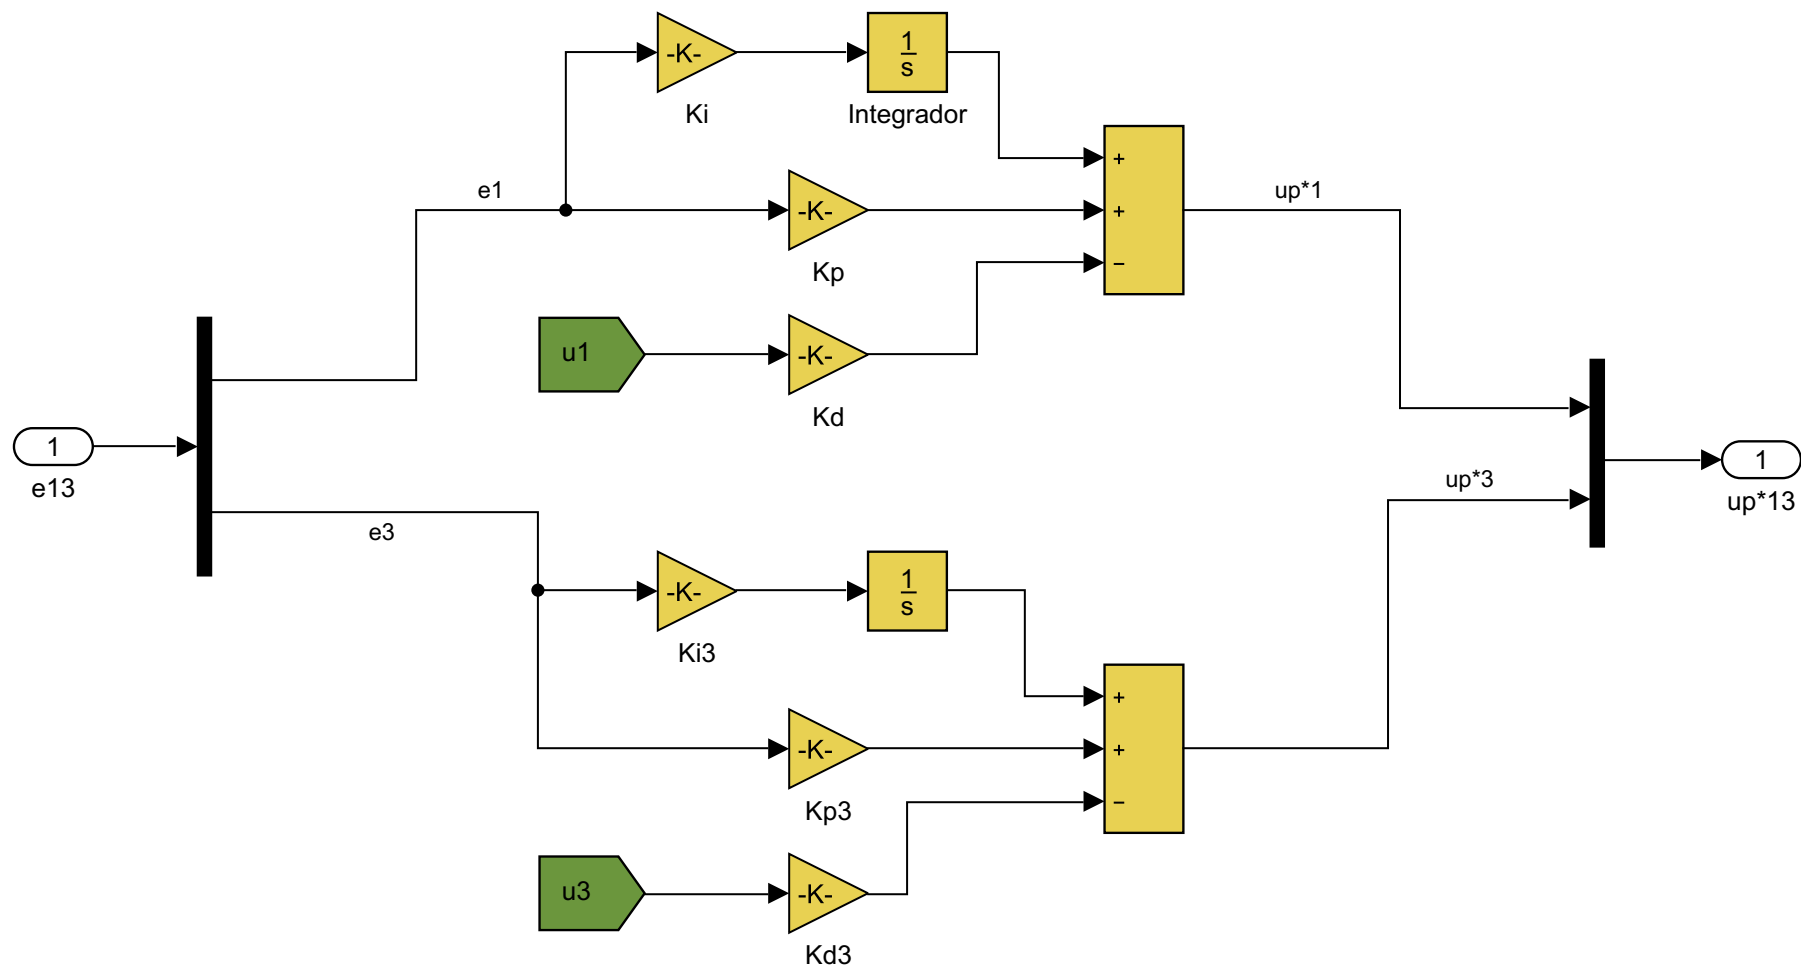 -K-
Ki
1
s
Integrador
+
e1
-K-
Kp
+
up*1
−
u1
-K-
Kd
1
e13
1
up*13
up*3
e3
-K-
Ki3
1
s
+
-K-
Kp3
+
−
u3
-K-
Kd3